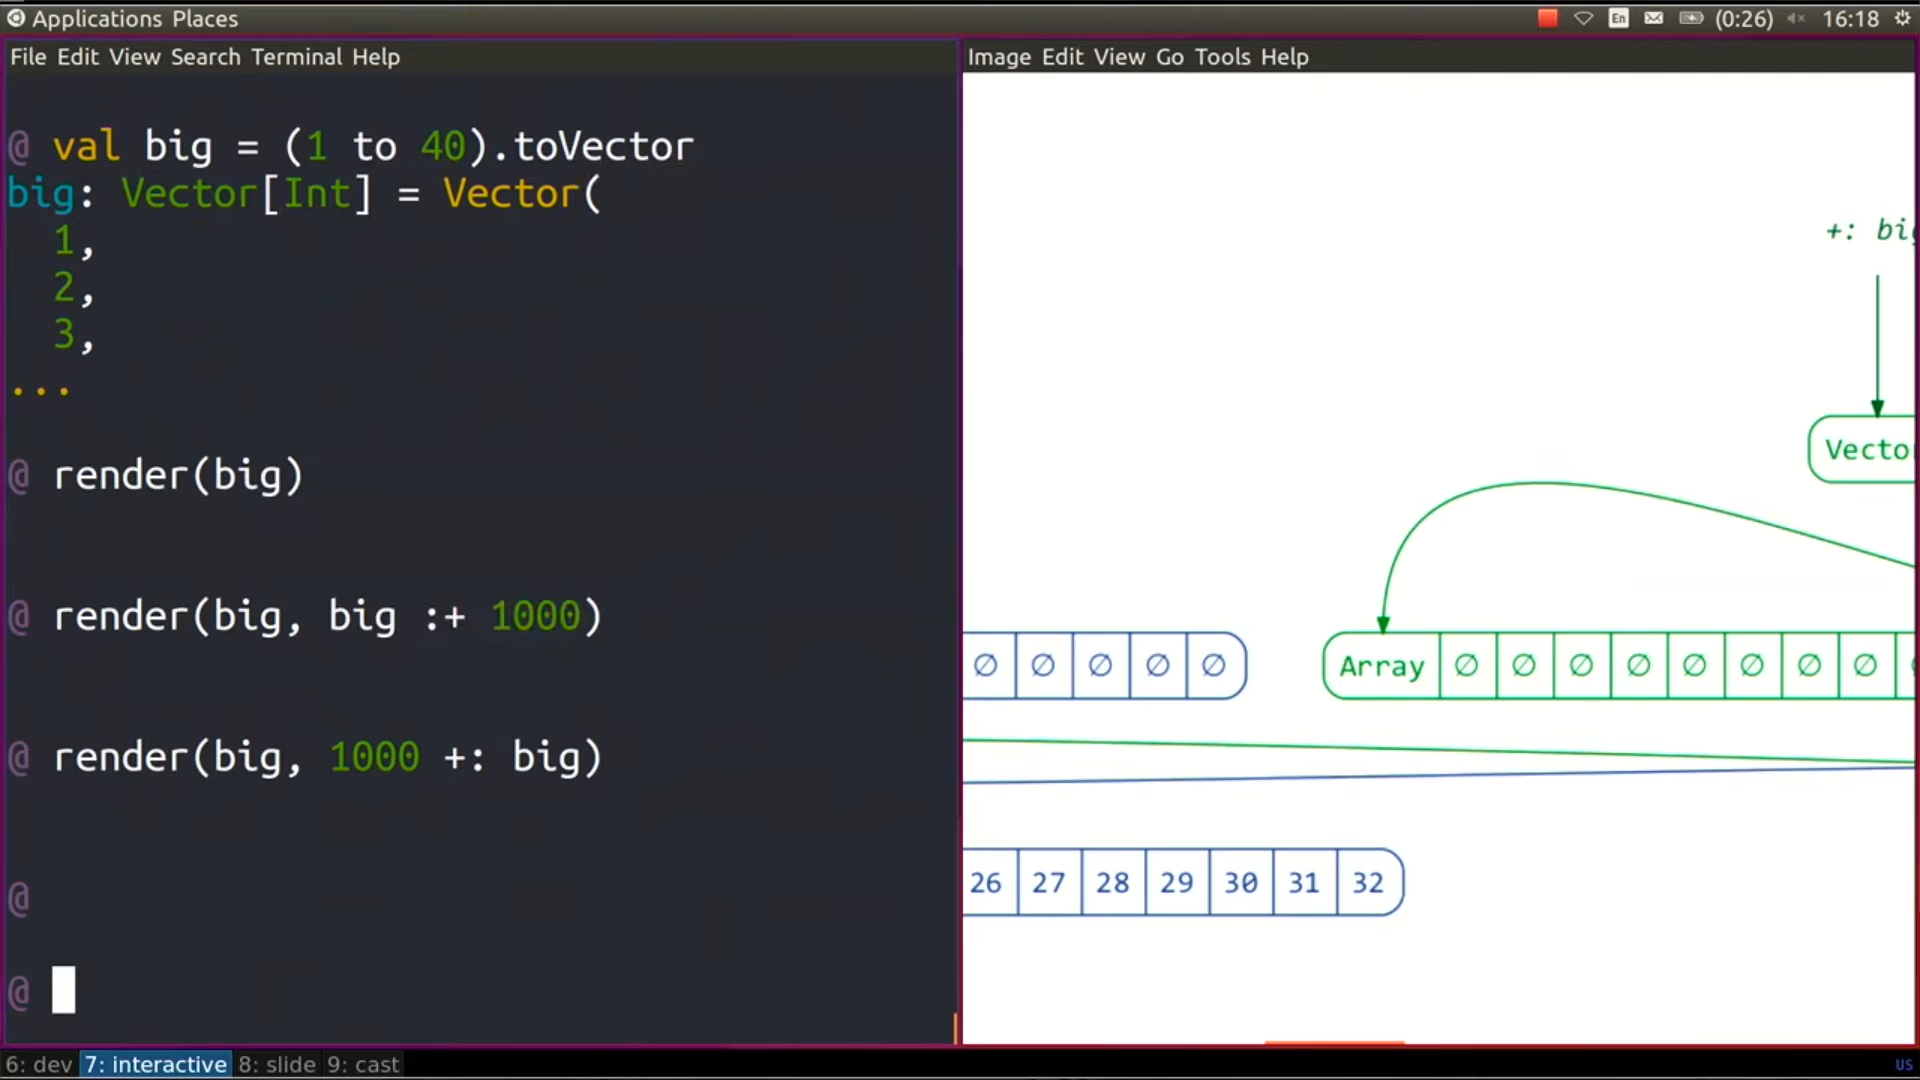 Applications Places
En (0:26) 16:18
File Edit View Search Terminal Help
@ val big = (1 to 40).toVector
big: Vector[Int] = Vector(
1,
2,
3,
...
@ render(big)
@ render(big, big :+ 1000)
@ render(big, 1000 +: big)
@
@
Image Edit View Go Tools Help
+: big
Vecto
∅ ∅ ∅ ∅ ∅
Array ∅ ∅ ∅ ∅ ∅ ∅ ∅ ∅
26 27 28 29 30 31 32
6: dev 7: interactive 8: slide 9: cast
US